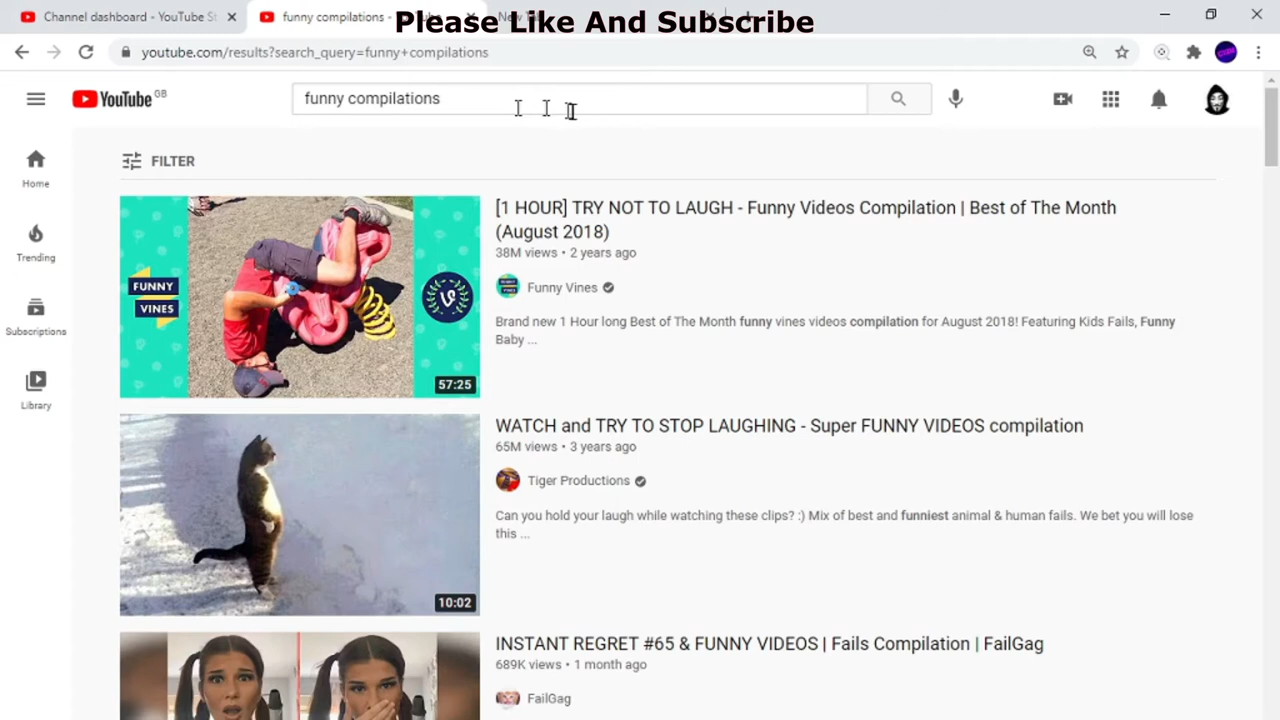 Channel dashboard - YouTube St
funny compilations -
Please Like And Subscribe
youtube.com/results?search_query=funny+compilations
YouTube GB
funny compilations
FILTER
Home
Trending
Subscriptions
Library
FUNNY
VINES
57:25
[1 HOUR] TRY NOT TO LAUGH - Funny Videos Compilation | Best of The Month
(August 2018)
38M views • 2 years ago
Funny Vines
Brand new 1 Hour long Best of The Month funny vines videos compilation for August 2018! Featuring Kids Fails, Funny
Baby ...
10:02
WATCH and TRY TO STOP LAUGHING - Super FUNNY VIDEOS compilation
65M views • 3 years ago
Tiger Productions
Can you hold your laugh while watching these clips? :) Mix of best and funniest animal & human fails. We bet you will lose
this ...
INSTANT REGRET #65 & FUNNY VIDEOS | Fails Compilation | FailGag
689K views • 1 month ago
FailGag